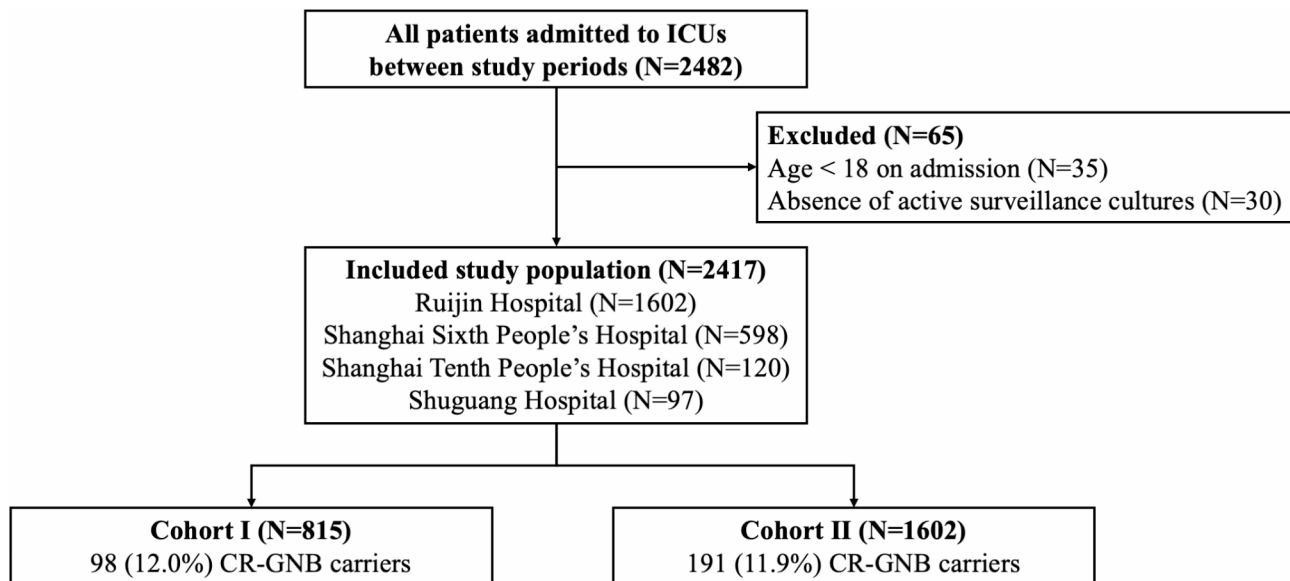 All patients admitted to ICUs
between study periods (N=2482)
Excluded (N=65)
Age < 18 on admission (N=35)
Absence of active surveillance cultures (N=30)
Included study population (N=2417)
Ruijin Hospital (N=1602)
Shanghai Sixth People’s Hospital (N=598)
Shanghai Tenth People’s Hospital (N=120)
Shuguang Hospital (N=97)
Cohort I (N=815)
98 (12.0%) CR-GNB carriers
Cohort II (N=1602)
191 (11.9%) CR-GNB carriers